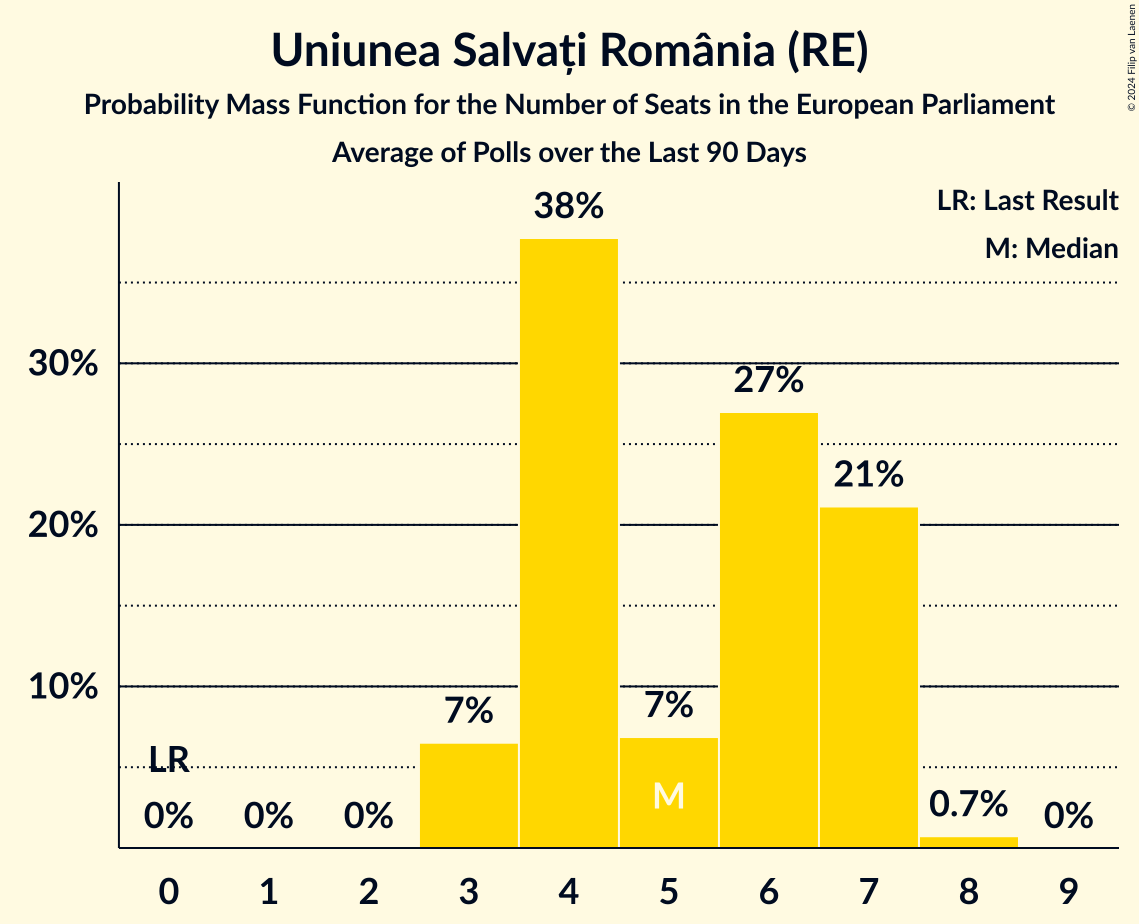 Uniunea Salvați România (RE)
Probability Mass Function for the Number of Seats in the European Parliament
Average of Polls over the Last 90 Days
© 2024 Filip van Laenen
LR: Last Result
M: Median
38%
30%
27%
21%
20%
10%
7%
7%
LR
M
0%
0%
0%
0.7%
0%
0 1 2 3 4 5 6 7 8 9